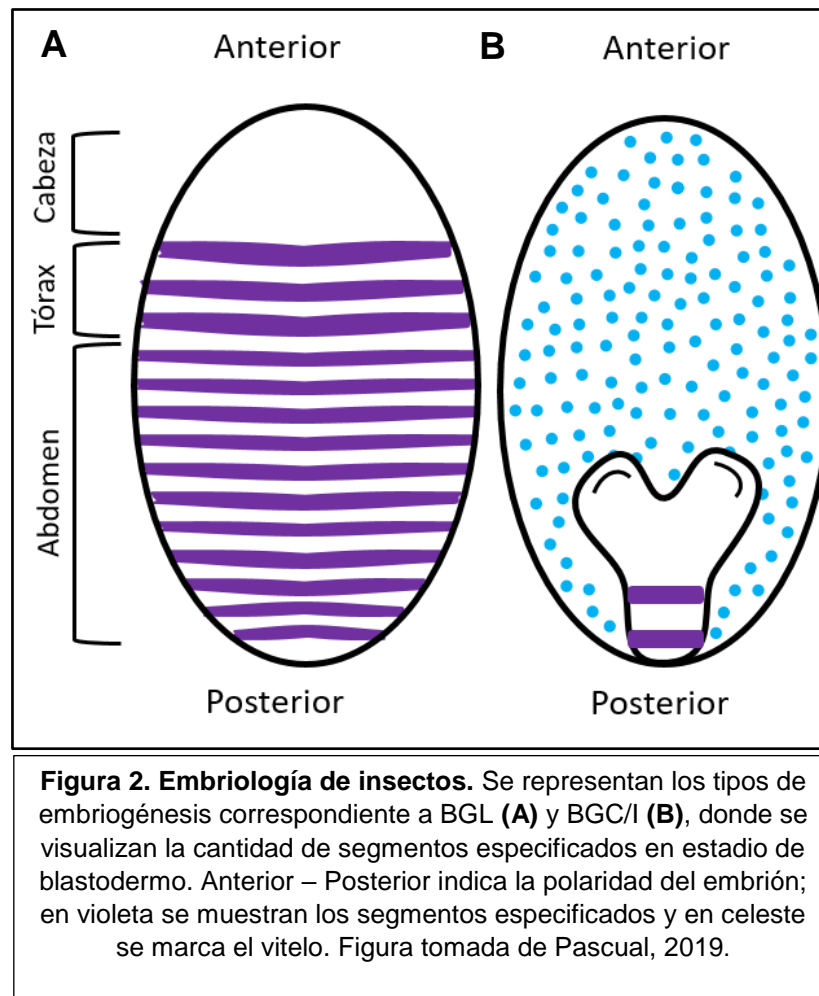 A
Anterior
B
Anterior
Cabeza
Tórax
Abdomen
Posterior
Posterior
Figura 2. Embriología de insectos. Se representan los tipos de
embriogénesis correspondiente a BGL (A) y BGC/I (B), donde se
visualizan la cantidad de segmentos especificados en estadio de
blastodermo. Anterior – Posterior indica la polaridad del embrión;
en violeta se muestran los segmentos especificados y en celeste
se marca el vitelo. Figura tomada de Pascual, 2019.